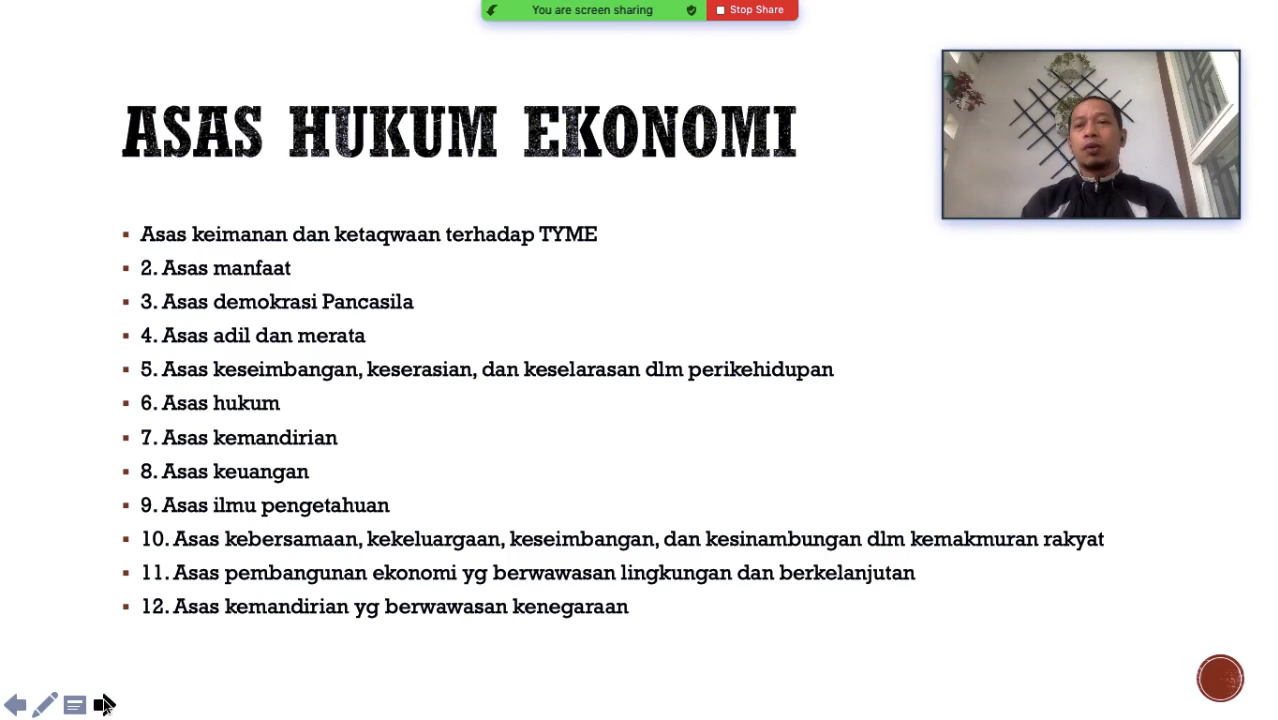 You are screen sharing
Stop Share
ASAS HUKUM EKONOMI
Asas keimanan dan ketaqwaan terhadap TYME
2. Asas manfaat
3. Asas demokrasi Pancasila
4. Asas adil dan merata
5. Asas keseimbangan, keserasian, dan keselarasan dlm perikehidupan
6. Asas hukum
7. Asas kemandirian
8. Asas keuangan
9. Asas ilmu pengetahuan
10. Asas kebersamaan, kekeluargaan, keseimbangan, dan kesinambungan dlm kemakmuran rakyat
11. Asas pembangunan ekonomi yg berwawasan lingkungan dan berkelanjutan
12. Asas kemandirian yg berwawasan kenegaraan